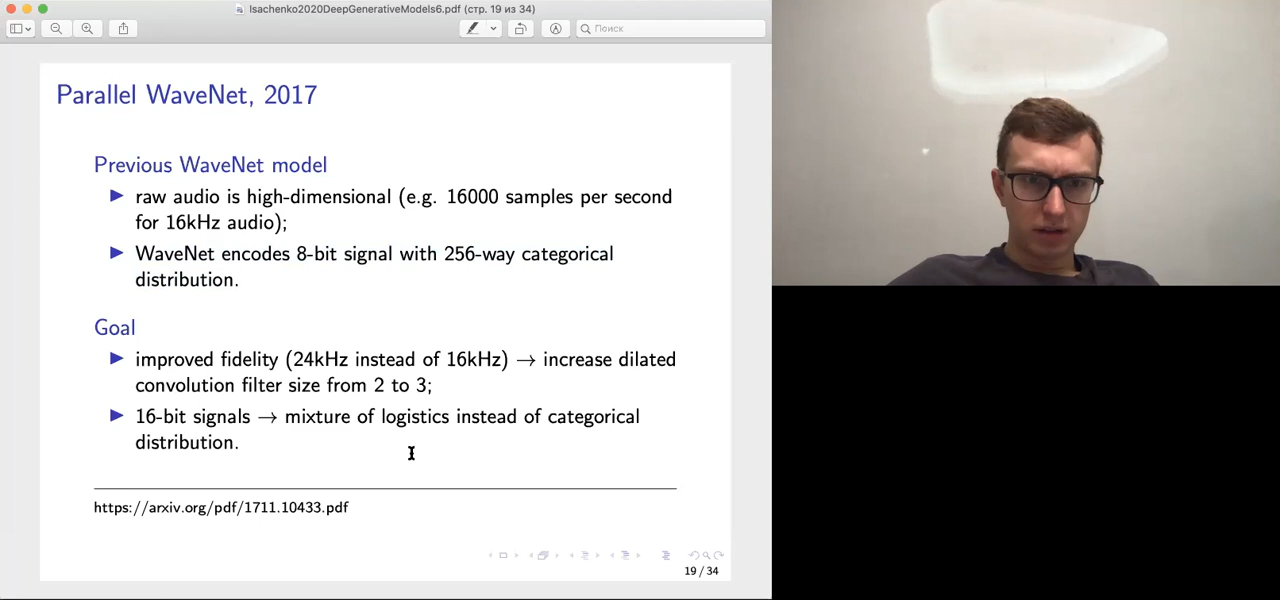 Isachenko2020DeepGenerativeModels6.pdf (стр. 19 из 34)
Поиск
Parallel WaveNet, 2017
Previous WaveNet model
▶ raw audio is high-dimensional (e.g. 16000 samples per second
for 16kHz audio);
▶ WaveNet encodes 8-bit signal with 256-way categorical
distribution.
Goal
▶ improved fidelity (24kHz instead of 16kHz) → increase dilated
convolution filter size from 2 to 3;
▶ 16-bit signals → mixture of logistics instead of categorical
distribution.
https://arxiv.org/pdf/1711.10433.pdf
19 / 34